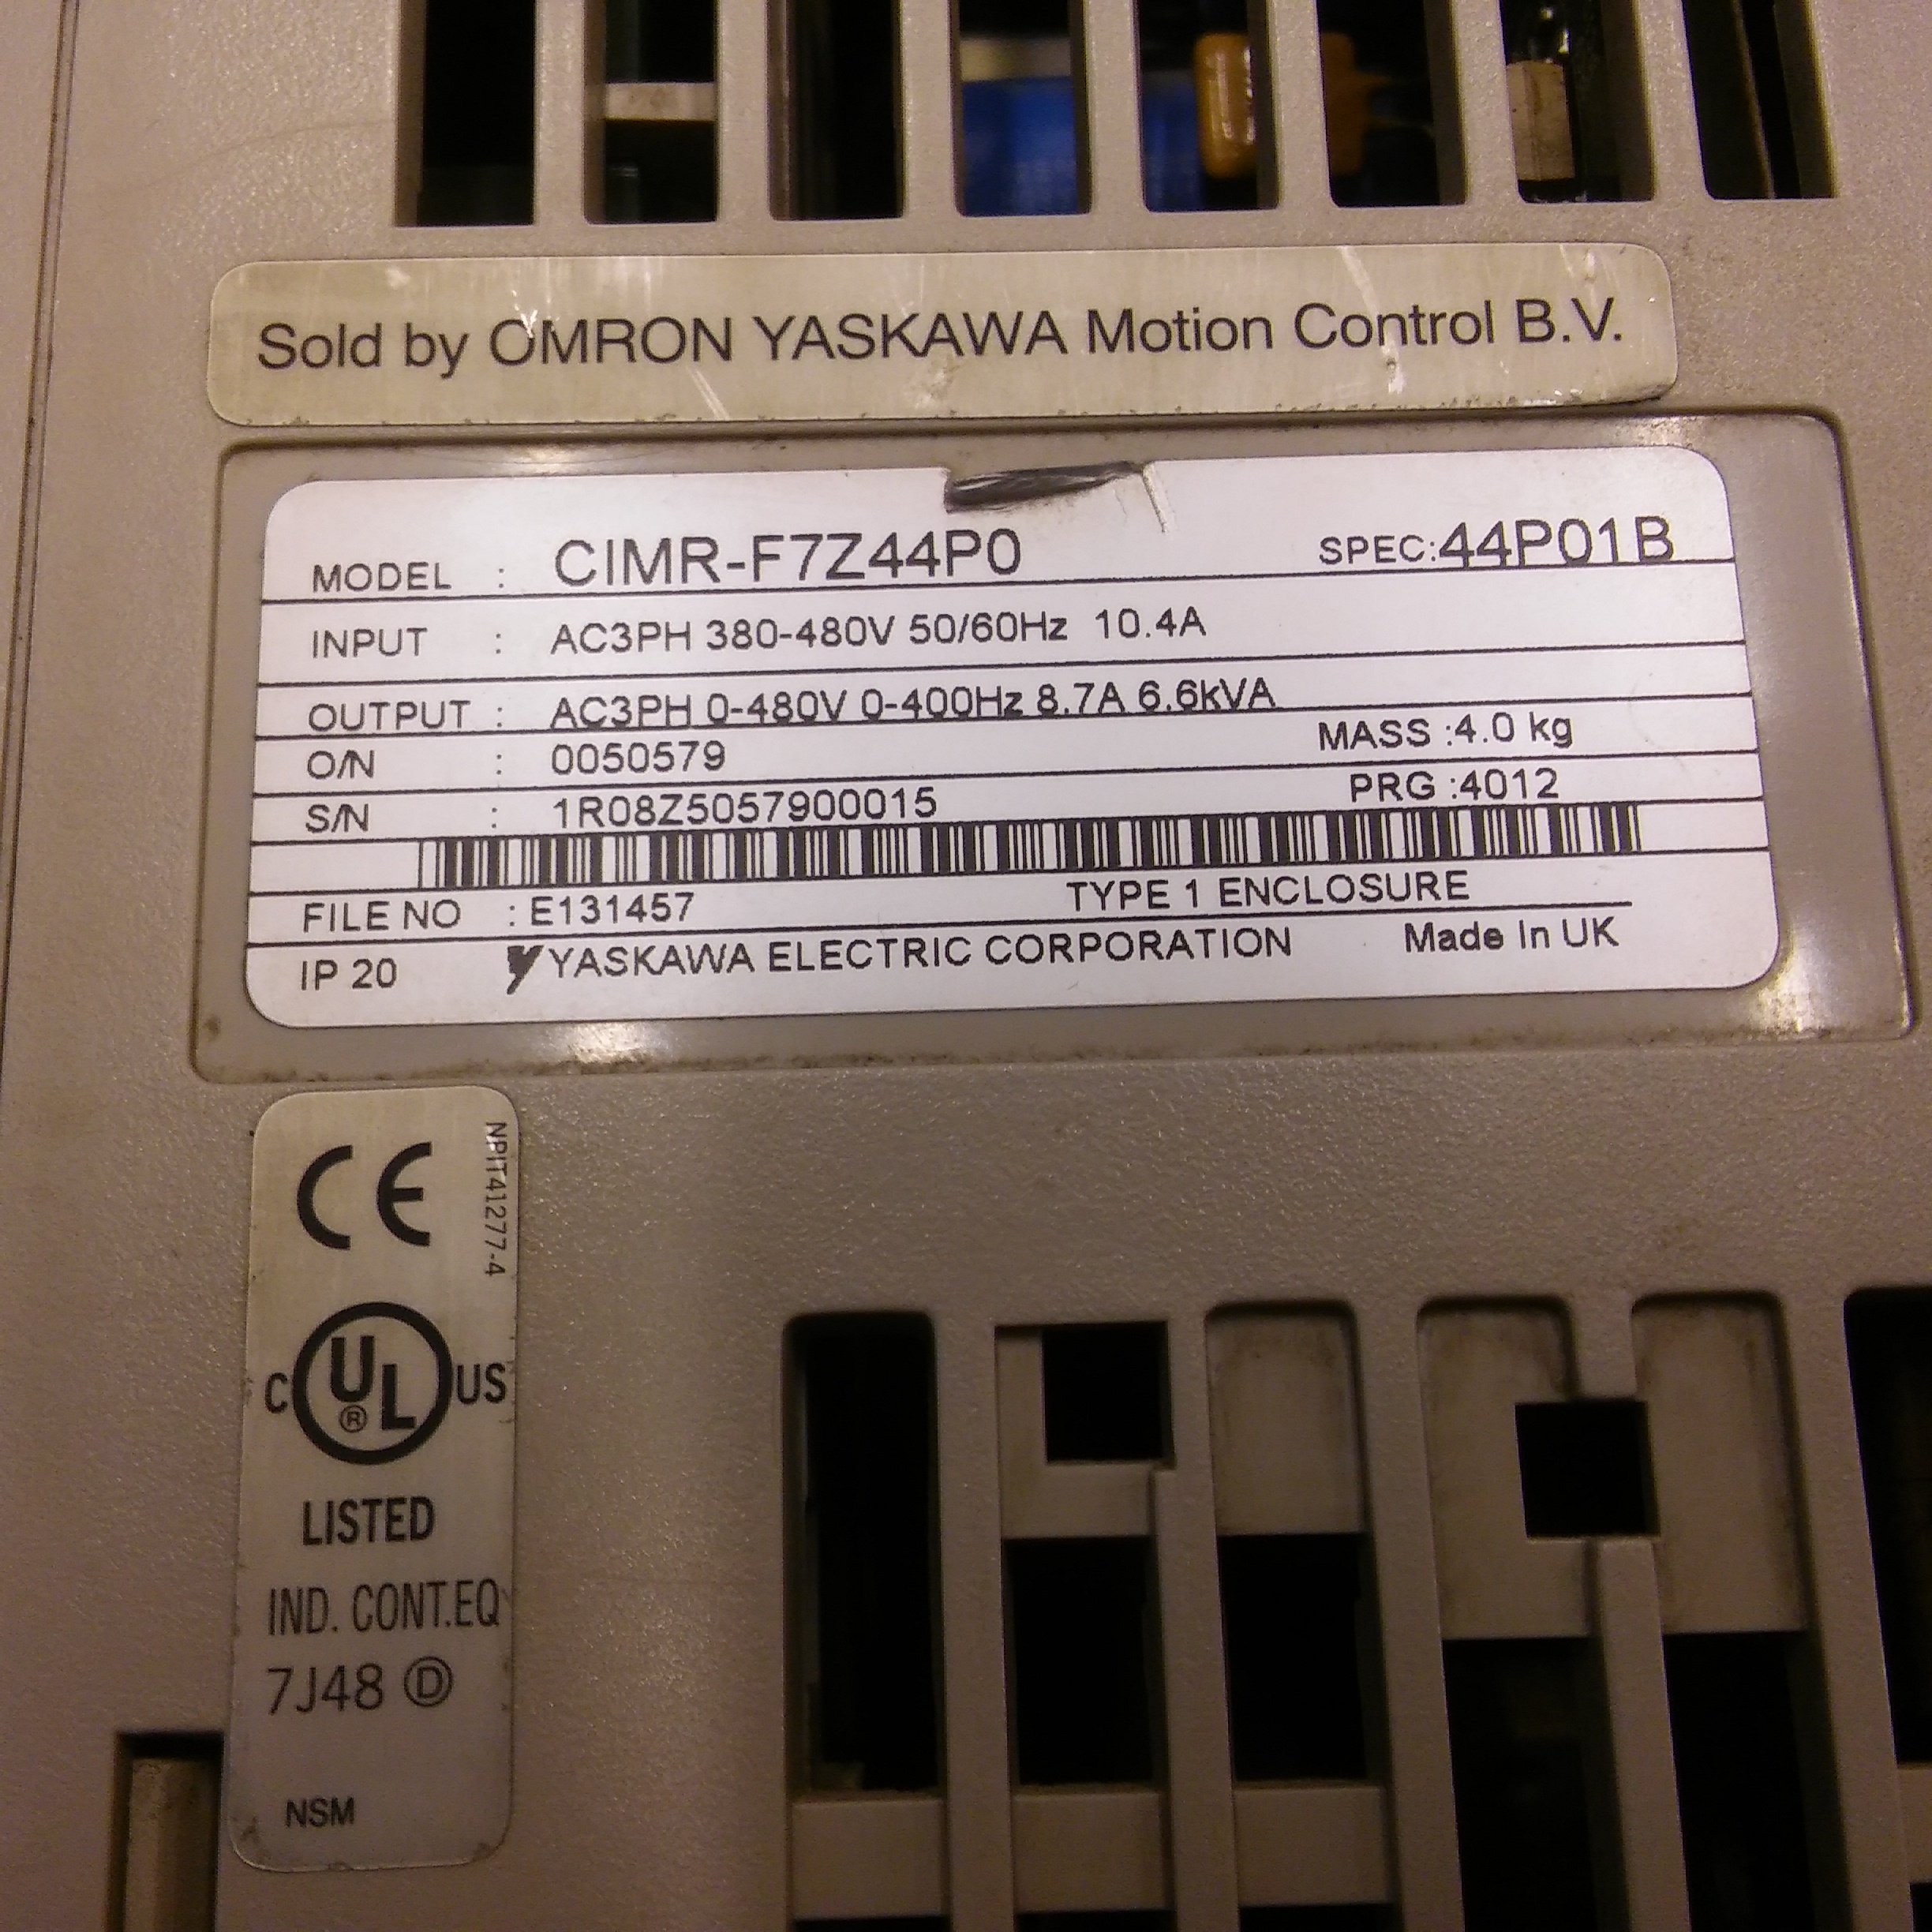 Sold by OMRON YASKAWA Motion Control B.V.
MODEL : CIMR-F7Z44P0 SPEC:44P01B
INPUT : AC3PH 380-480V 50/60Hz 10.4A
OUTPUT : AC3PH 0-480V 0-400Hz 8.7A 6.6kVA
O/N : 0050579 MASS :4.0 kg
S/N : 1R08Z5057900015 PRG :4012
FILE NO : E131457 TYPE 1 ENCLOSURE
IP 20 YASKAWA ELECTRIC CORPORATION Made In UK
CE
NPIT41277-4
C UL® US
LISTED
IND. CONT.EQ
7J48 Ⓓ
NSM